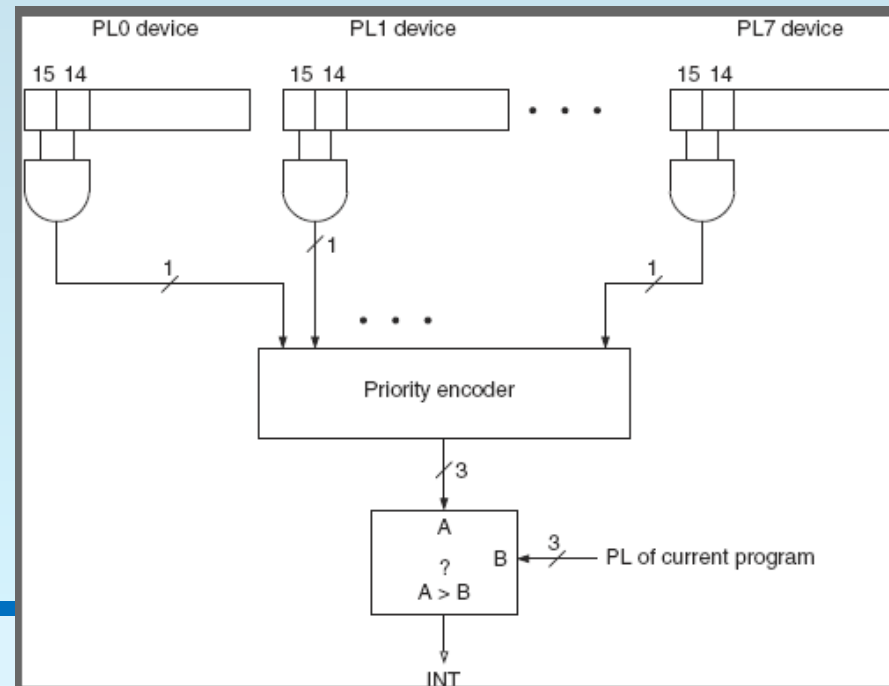 PL0 device PL1 device PL7 device
15 14 15 14 15 14
• • •
1
1 1
• • •
Priority encoder
3
A
3
B PL of current program
?
A > B
INT